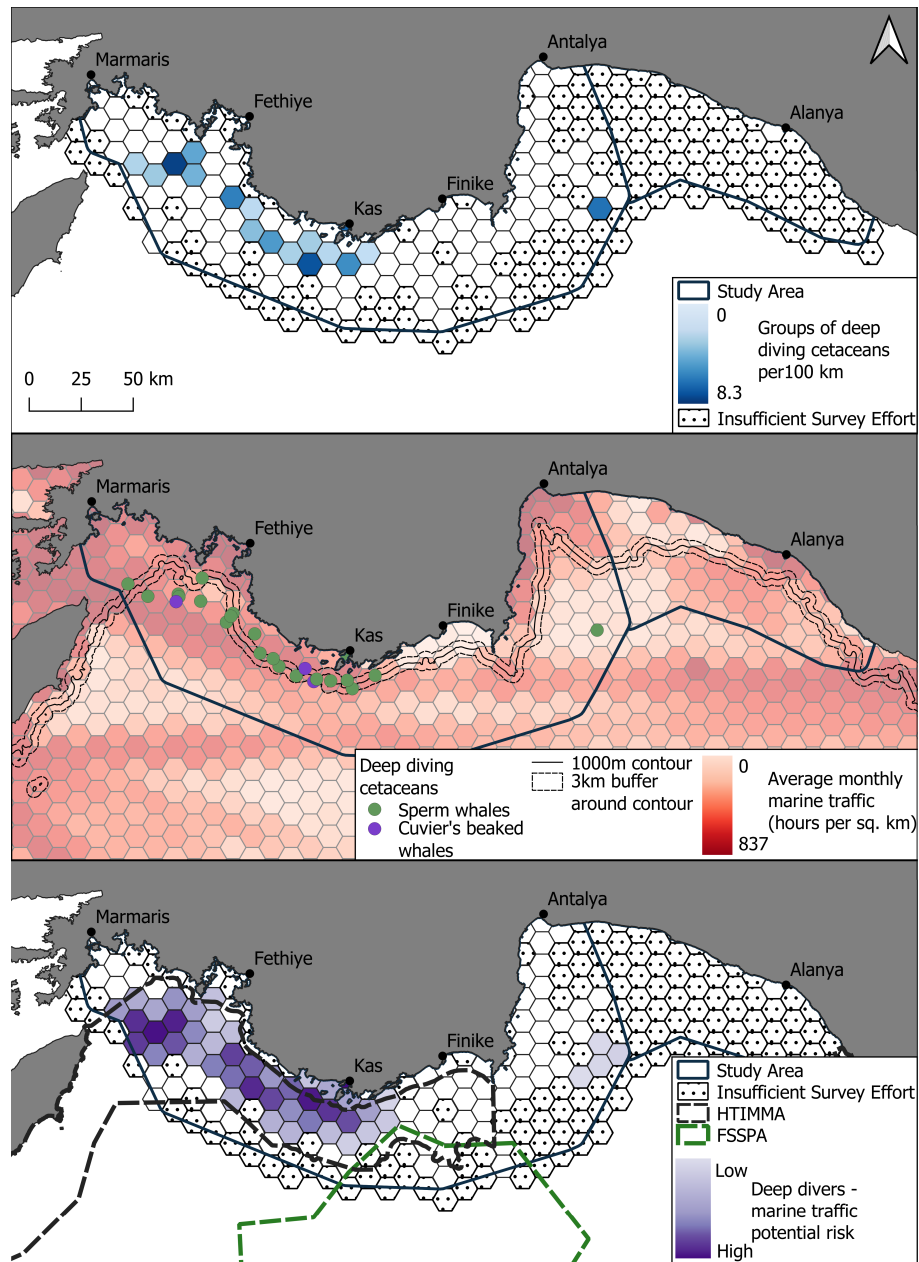 Antalya
Marmaris
Fethiye
Alanya
Finike
Kas
Study Area
0
Groups of deep
diving cetaceans
per100 km
8.3
Insufficient Survey Effort
0 25 50 km
Antalya
Marmaris
Fethiye
Alanya
Finike
Kas
Deep diving
cetaceans
Sperm whales
Cuvier's beaked
whales
1000m contour
3km buffer
around contour
0
Average monthly
marine traffic
(hours per sq. km)
837
Antalya
Marmaris
Fethiye
Alanya
Finike
Kas
Study Area
Insufficient Survey Effort
HTIMMA
FSSPA
Low
Deep divers -
marine traffic
potential risk
High